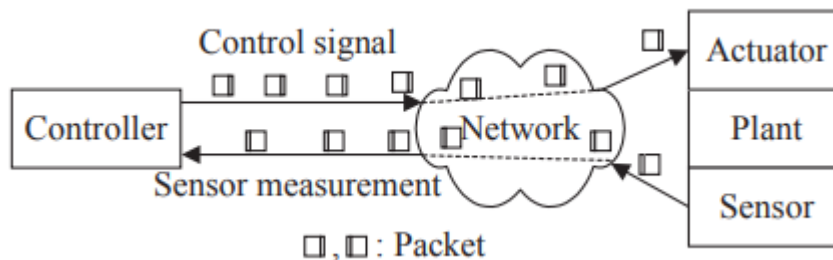 Control signal
Actuator
Controller
Network
Plant
Sensor measurement
Sensor
, : Packet